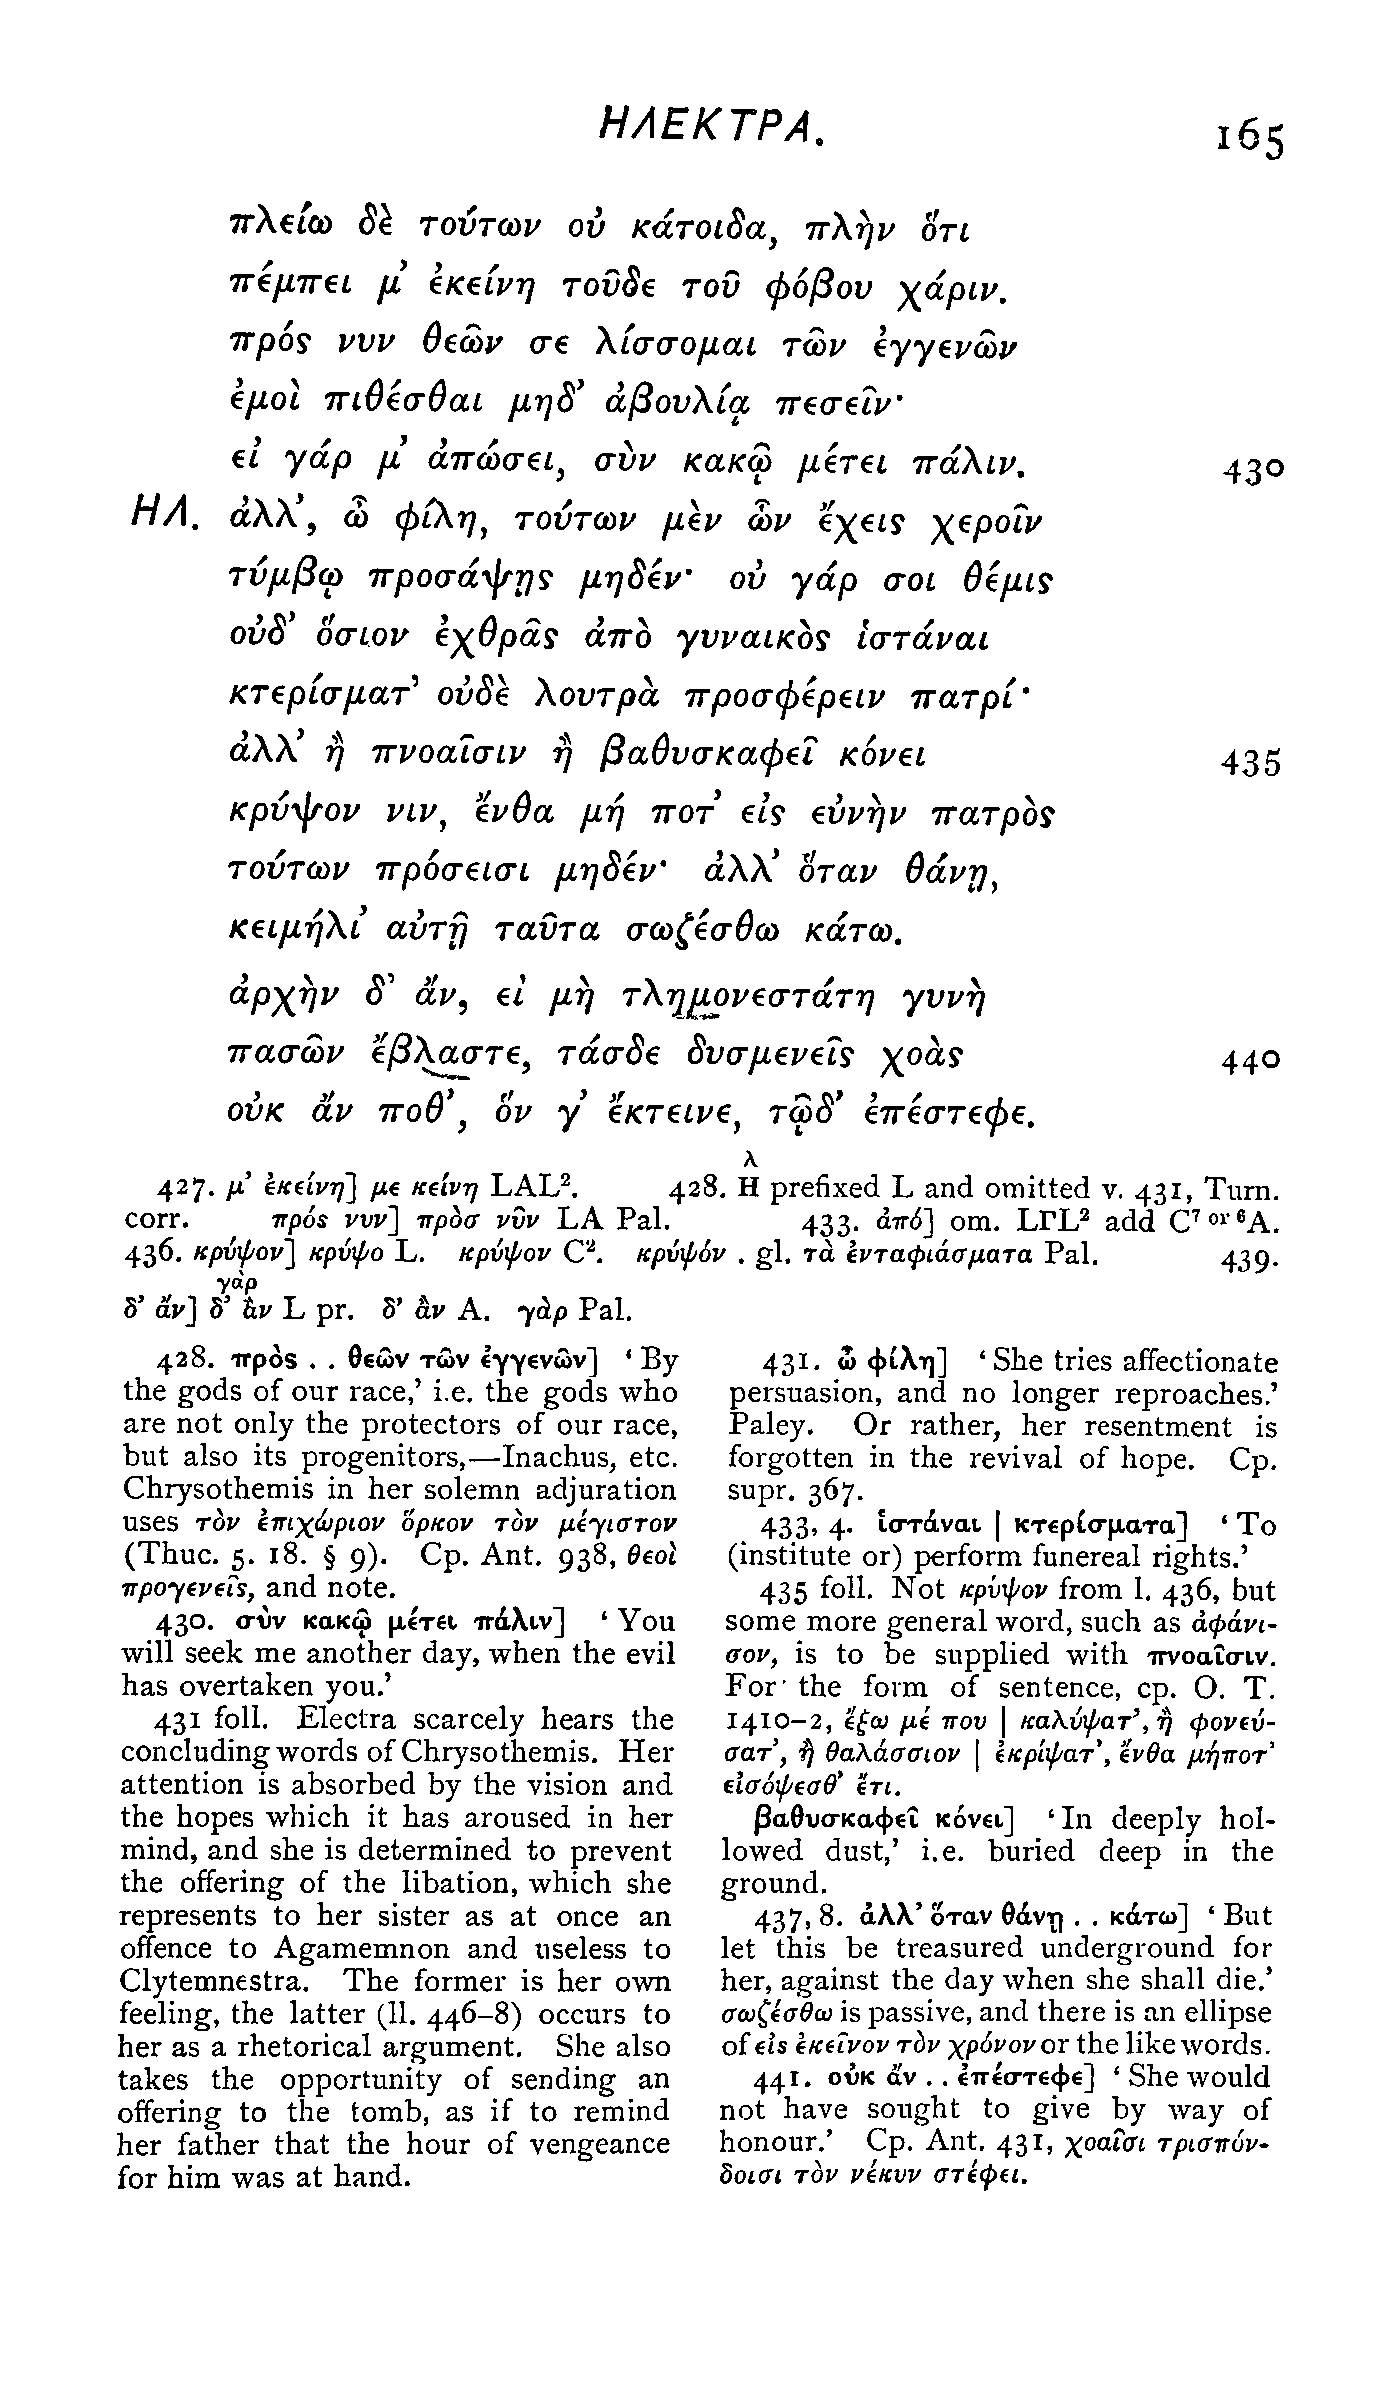 ΗΛΕΚΤΡΑ.
165
πλείω δὲ τούτων οὐ κάτοιδα, πλὴν ὅτι
πέμπει μ᾽ ἐκείνη τοῦδε τοῦ φόβου χάριν.
πρός νυν θεῶν σε λίσσομαι τῶν ἐγγενῶν
ἐμοὶ πιθέσθαι μηδ᾽ ἀβουλίᾳ πεσεῖν·
εἰ γάρ μ᾽ ἀπώσει, σὺν κακῷ μέτει πάλιν. 430
ΗΛ. ἀλλ᾽, ὦ φίλη, τούτων μὲν ὧν ἔχεις χεροῖν
τύμβῳ προσάψῃς μηδέν· οὐ γάρ σοι θέμις
οὐδ᾽ ὅσιον ἐχθρᾶς ἀπὸ γυναικὸς ἱστάναι
κτερίσματ᾽ οὐδὲ λουτρὰ προσφέρειν πατρί·
ἀλλ᾽ ἢ πνοαῖσιν ἢ βαθυσκαφεῖ κόνει 435
κρύψον νιν, ἔνθα μή ποτ᾽ εἰς εὐνὴν πατρὸς
τούτων πρόσεισι μηδέν· ἀλλ᾽ ὅταν θάνῃ,
κειμήλι᾽ αὐτῇ ταῦτα σωζέσθω κάτω.
ἀρχὴν δ᾽ ἄν, εἰ μὴ τλημονεστάτη γυνὴ
πασῶν ἔβλαστε, τάσδε δυσμενεῖς χοὰς 440
οὐκ ἄν ποθ᾽, ὅν γ᾽ ἔκτεινε, τῷδ᾽ ἐπέστεφε.
λ
427. μ᾽ ἐκείνη] με κείνη LAL². 428. Η prefixed L and omitted v. 431, Turn.
corr. πρός νυν] πρὸσ νῦν LA Pal. 433. ἀπό] om. LΓL² add C⁷ ᵒʳ ⁶A.
436. κρύψον] κρύψο L. κρύψον C². κρύψόν . gl. τὰ ἐνταφιάσματα Pal. 439.
γὰρ
δ᾽ ἄν] δ᾽ ἂν L pr. δ᾽ ἂν A. γὰρ Pal.
428. πρὸς . . θεῶν τῶν ἐγγενῶν] ‘By
the gods of our race,’ i.e. the gods who
are not only the protectors of our race,
but also its progenitors,—Inachus, etc.
Chrysothemis in her solemn adjuration
uses τὸν ἐπιχώριον ὅρκον τὸν μέγιστον
(Thuc. 5. 18. § 9). Cp. Ant. 938, θεοὶ
προγενεῖς, and note.
430. σὺν κακῷ μέτει πάλιν] ‘You
will seek me another day, when the evil
has overtaken you.’
431 foll. Electra scarcely hears the
concluding words of Chrysothemis. Her
attention is absorbed by the vision and
the hopes which it has aroused in her
mind, and she is determined to prevent
the offering of the libation, which she
represents to her sister as at once an
offence to Agamemnon and useless to
Clytemnestra. The former is her own
feeling, the latter (ll. 446–8) occurs to
her as a rhetorical argument. She also
takes the opportunity of sending an
offering to the tomb, as if to remind
her father that the hour of vengeance
for him was at hand.
431. ὦ φίλη] ‘She tries affectionate
persuasion, and no longer reproaches.’
Paley. Or rather, her resentment is
forgotten in the revival of hope. Cp.
supr. 367.
433, 4. ἱστάναι | κτερίσματα] ‘To
(institute or) perform funereal rights.’
435 foll. Not κρύψον from l. 436, but
some more general word, such as ἀφάνι-
σον, is to be supplied with πνοαῖσιν.
For the form of sentence, cp. O. T.
1410–2, ἔξω μέ που | καλύψατ᾽, ἢ φονεύ-
σατ᾽, ἢ θαλάσσιον | ἐκρίψατ᾽, ἔνθα μήποτ᾽
εἰσόψεσθ᾽ ἔτι.
βαθυσκαφεῖ κόνει] ‘In deeply hol-
lowed dust,’ i.e. buried deep in the
ground.
437, 8. ἀλλ᾽ ὅταν θάνῃ . . κάτω] ‘But
let this be treasured underground for
her, against the day when she shall die.’
σωζέσθω is passive, and there is an ellipse
of εἰς ἐκεῖνον τὸν χρόνον or the like words.
441. οὐκ ἄν . . ἐπέστεφε] ‘She would
not have sought to give by way of
honour.’ Cp. Ant. 431, χοαῖσι τρισπόν-
δοισι τὸν νέκυν στέφει.